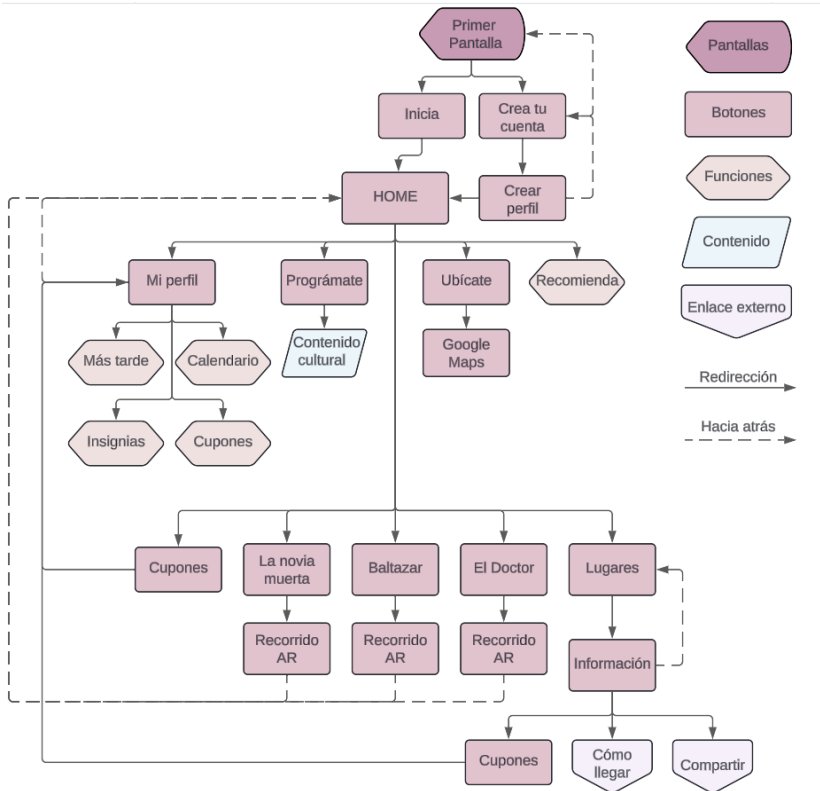 Primer
Pantalla
Pantallas
Inicia
Crea tu
cuenta
Botones
HOME
Crear
perfil
Funciones
Contenido
Mi perfil
Prográmate
Ubícate
Recomienda
Enlace externo
Más tarde
Calendario
Contenido
cultural
Google
Maps
Redirección
Insignias
Cupones
Hacia atrás
Cupones
La novia
muerta
Baltazar
El Doctor
Lugares
Recorrido
AR
Recorrido
AR
Recorrido
AR
Información
Cupones
Cómo
llegar
Compartir